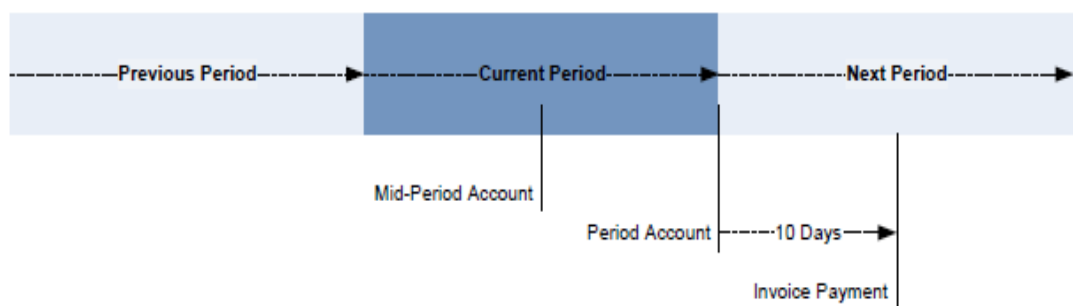 Previous Period
Current Period
Next Period
Mid-Period Account
Period Account
10 Days
Invoice Payment